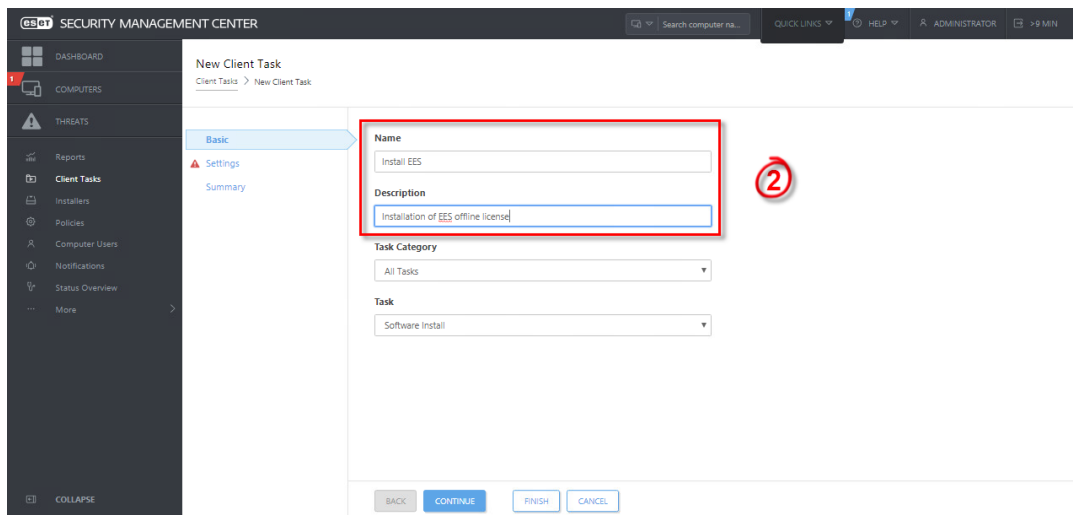 eset SECURITY MANAGEMENT CENTER
Search computer na...
QUICK LINKS
1
HELP
ADMINISTRATOR
>9 MIN
DASHBOARD
1
COMPUTERS
THREATS
Reports
Client Tasks
Installers
Policies
Computer Users
Notifications
Status Overview
More
COLLAPSE
New Client Task
Client Tasks > New Client Task
Basic
Settings
Summary
Name
Install EES
Description
Installation of EES offline license
2
Task Category
All Tasks
Task
Software Install
BACK
CONTINUE
FINISH
CANCEL